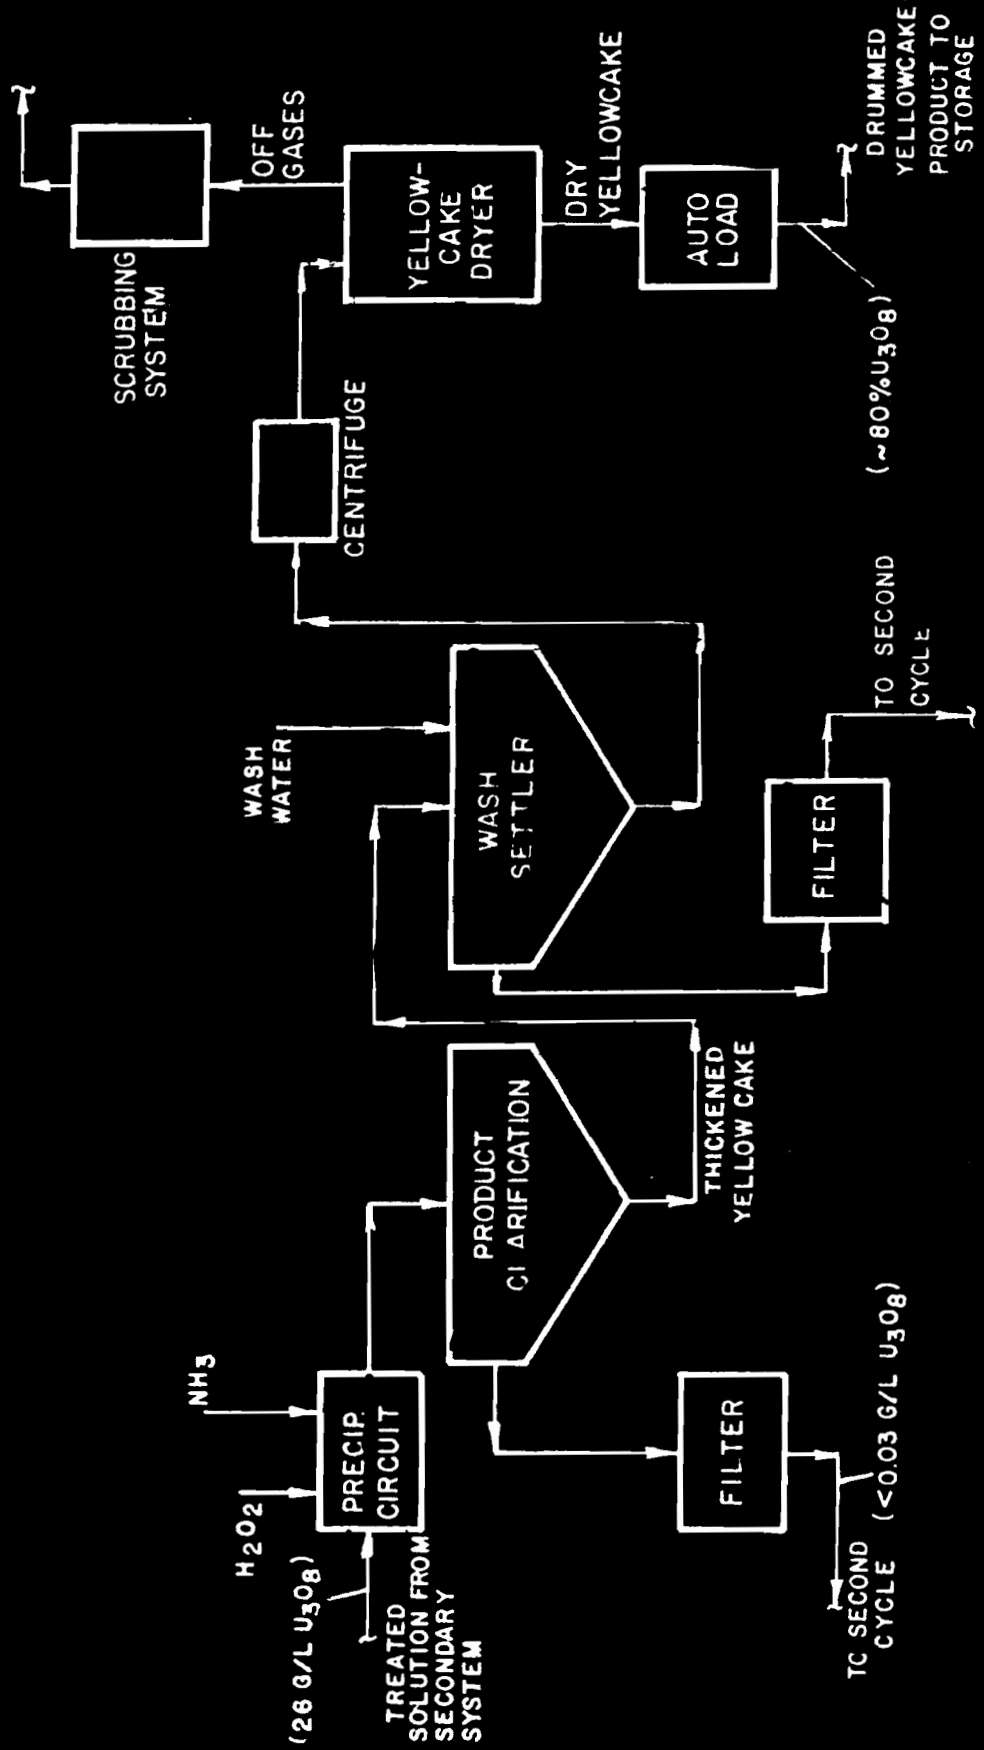 NH3
H2O2
(26 G/L U3O8)
TREATED
SOLUTION FROM
SECONDARY
SYSTEM
PRECIP.
CIRCUIT
PRODUCT
CLARIFICATION
FILTER
TO SECOND
CYCLE
(<0.03 G/L U3O8)
THICKENED
YELLOW CAKE
WASH
WATER
WASH
SETTLER
FILTER
TO SECOND
CYCLE
CENTRIFUGE
SCRUBBING
SYSTEM
OFF
GASES
YELLOW-
CAKE
DRYER
DRY
YELLOWCAKE
AUTO
LOAD
(~80%U3O8)
DRUMMED
YELLOWCAKE
PRODUCT TO
STORAGE